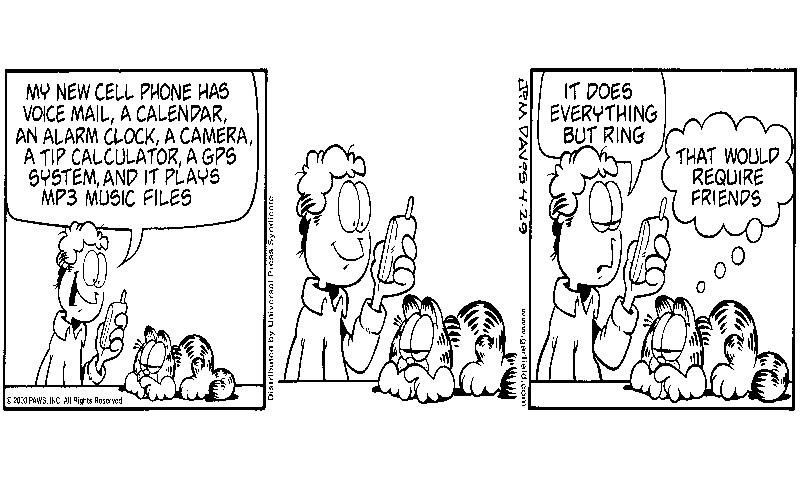 MY NEW CELL PHONE HAS
VOICE MAIL, A CALENDAR,
AN ALARM CLOCK, A CAMERA,
A TIP CALCULATOR, A GPS
SYSTEM, AND IT PLAYS
MP3 MUSIC FILES
© 2003 PAWS, INC. All Rights Reserved
Distributed by Universal Press Syndicate
JIM DAVIS 4.29
www.garfield.com
IT DOES
EVERYTHING
BUT RING
THAT WOULD
REQUIRE
FRIENDS